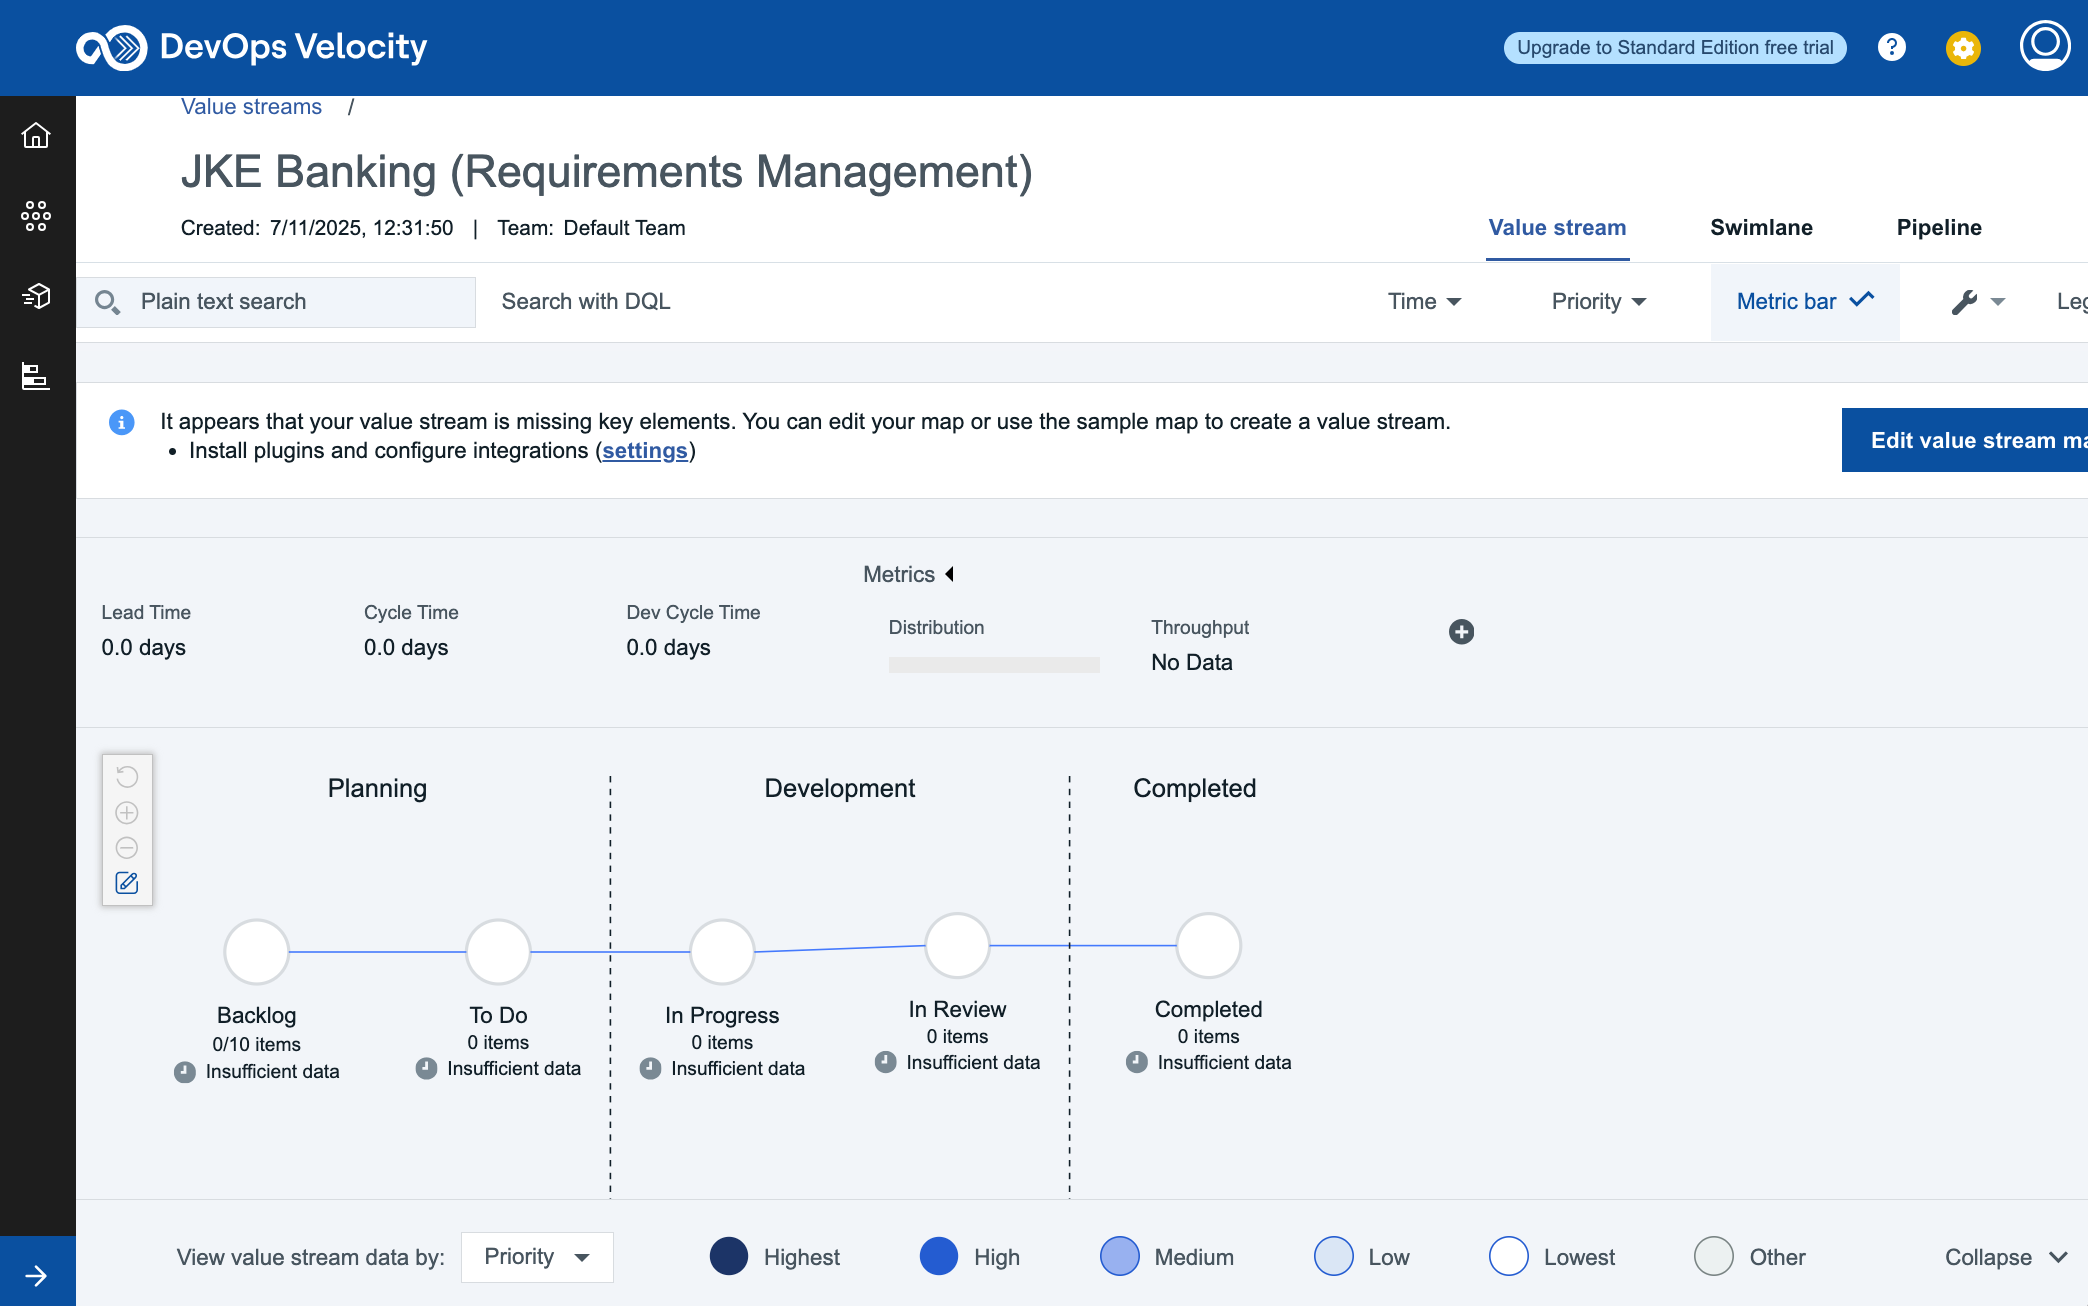 DevOps Velocity
Upgrade to Standard Edition free trial
?
Value streams /
JKE Banking (Requirements Management)
Created: 7/11/2025, 12:31:50 | Team: Default Team
Value stream Swimlane Pipeline
Plain text search
Search with DQL
Time Priority Metric bar Leg
It appears that your value stream is missing key elements. You can edit your map or use the sample map to create a value stream.
• Install plugins and configure integrations (settings)
Edit value stream ma
Metrics
Lead Time
0.0 days
Cycle Time
0.0 days
Dev Cycle Time
0.0 days
Distribution
Throughput
No Data
Planning Development Completed
Backlog
0/10 items
Insufficient data
To Do
0 items
Insufficient data
In Progress
0 items
Insufficient data
In Review
0 items
Insufficient data
Completed
0 items
Insufficient data
View value stream data by: Priority Highest High Medium Low Lowest Other Collapse